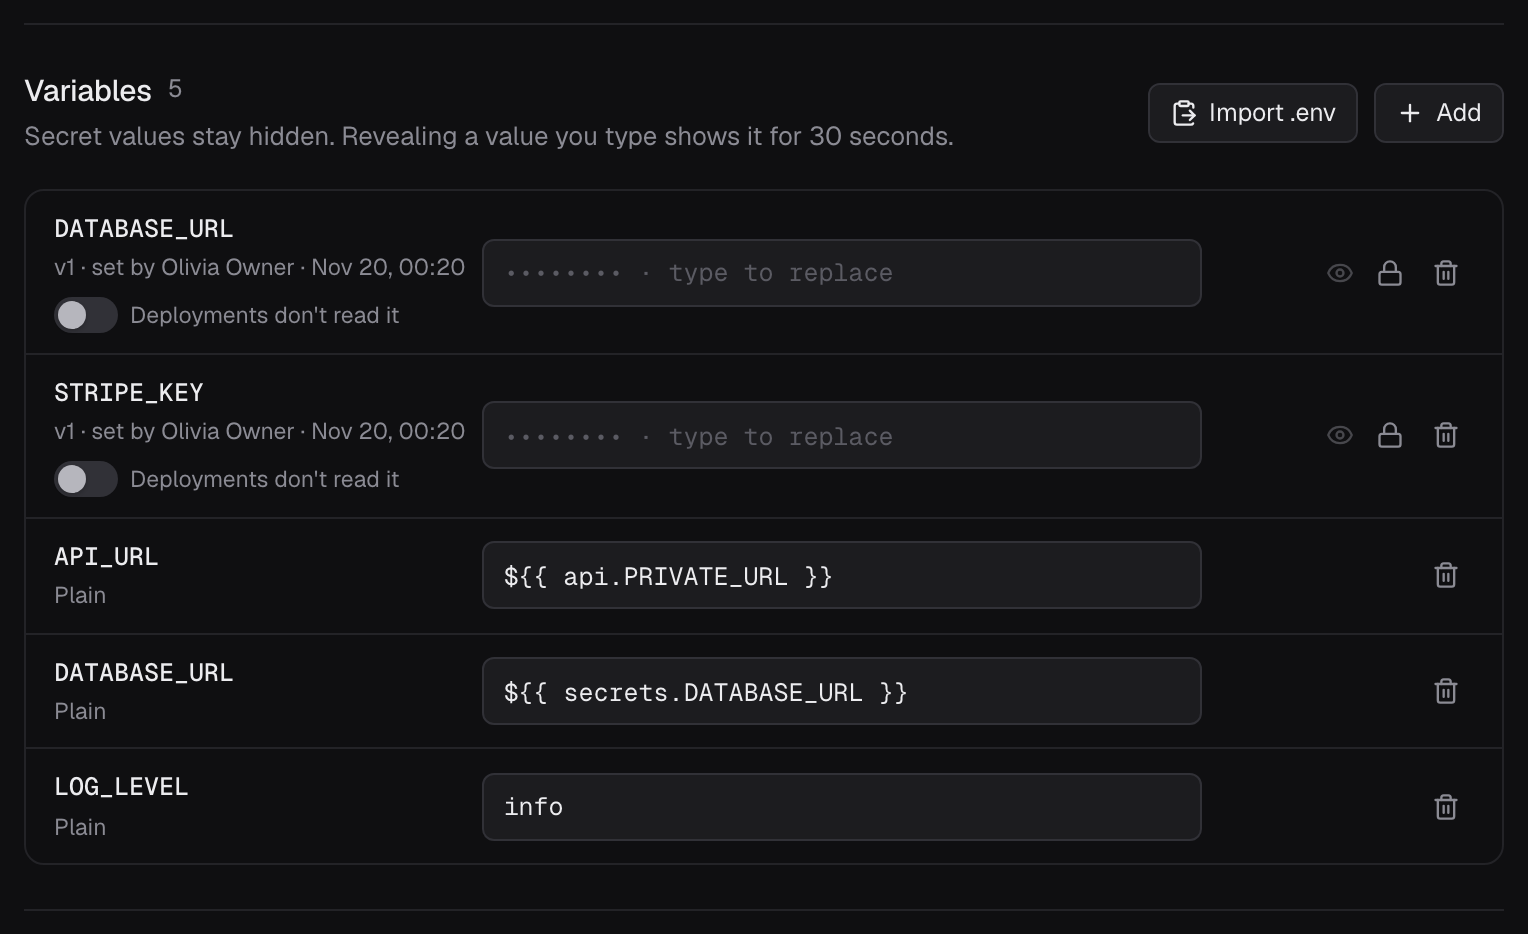 Variables 5
Secret values stay hidden. Revealing a value you type shows it for 30 seconds.
Import .env
Add
DATABASE_URL
v1 · set by Olivia Owner · Nov 20, 00:20
Deployments don't read it
•••••••• · type to replace
STRIPE_KEY
v1 · set by Olivia Owner · Nov 20, 00:20
Deployments don't read it
•••••••• · type to replace
API_URL
Plain
${{ api.PRIVATE_URL }}
DATABASE_URL
Plain
${{ secrets.DATABASE_URL }}
LOG_LEVEL
Plain
info